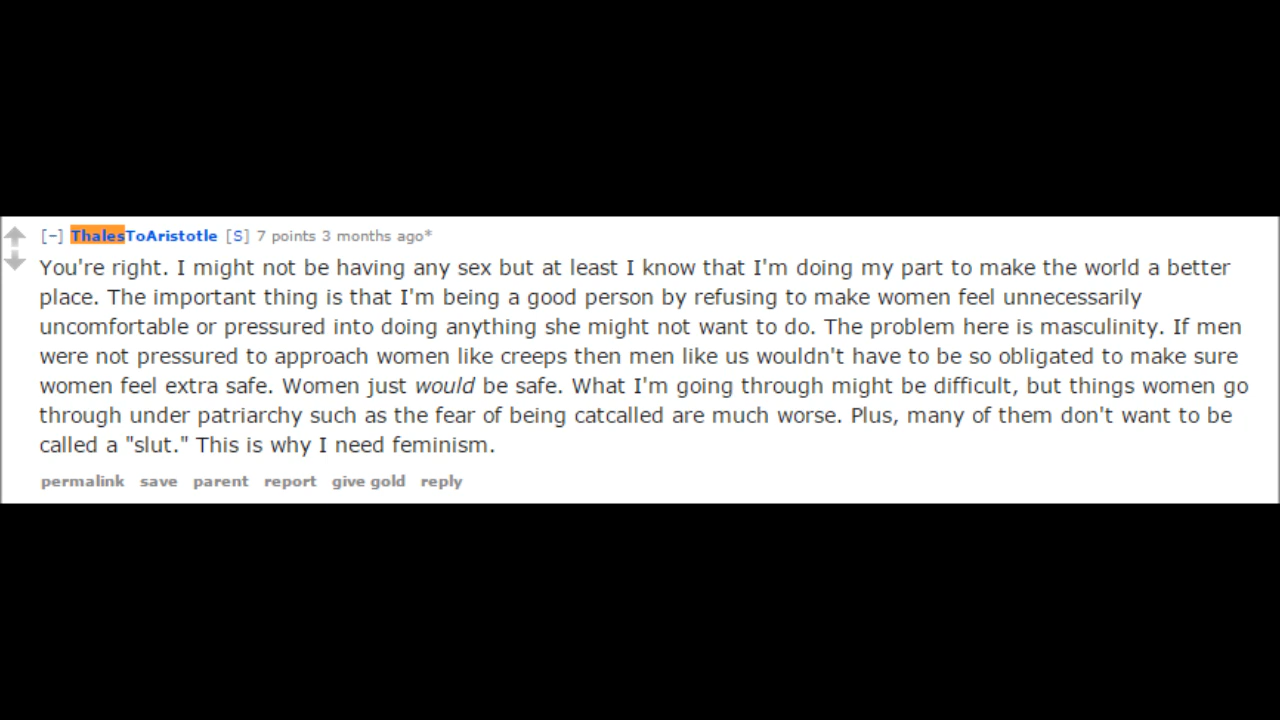 [–] ThalesToAristotle [S] 7 points 3 months ago*
You're right. I might not be having any sex but at least I know that I'm doing my part to make the world a better
place. The important thing is that I'm being a good person by refusing to make women feel unnecessarily
uncomfortable or pressured into doing anything she might not want to do. The problem here is masculinity. If men
were not pressured to approach women like creeps then men like us wouldn't have to be so obligated to make sure
women feel extra safe. Women just would be safe. What I'm going through might be difficult, but things women go
through under patriarchy such as the fear of being catcalled are much worse. Plus, many of them don't want to be
called a "slut." This is why I need feminism.
permalink save parent report give gold reply